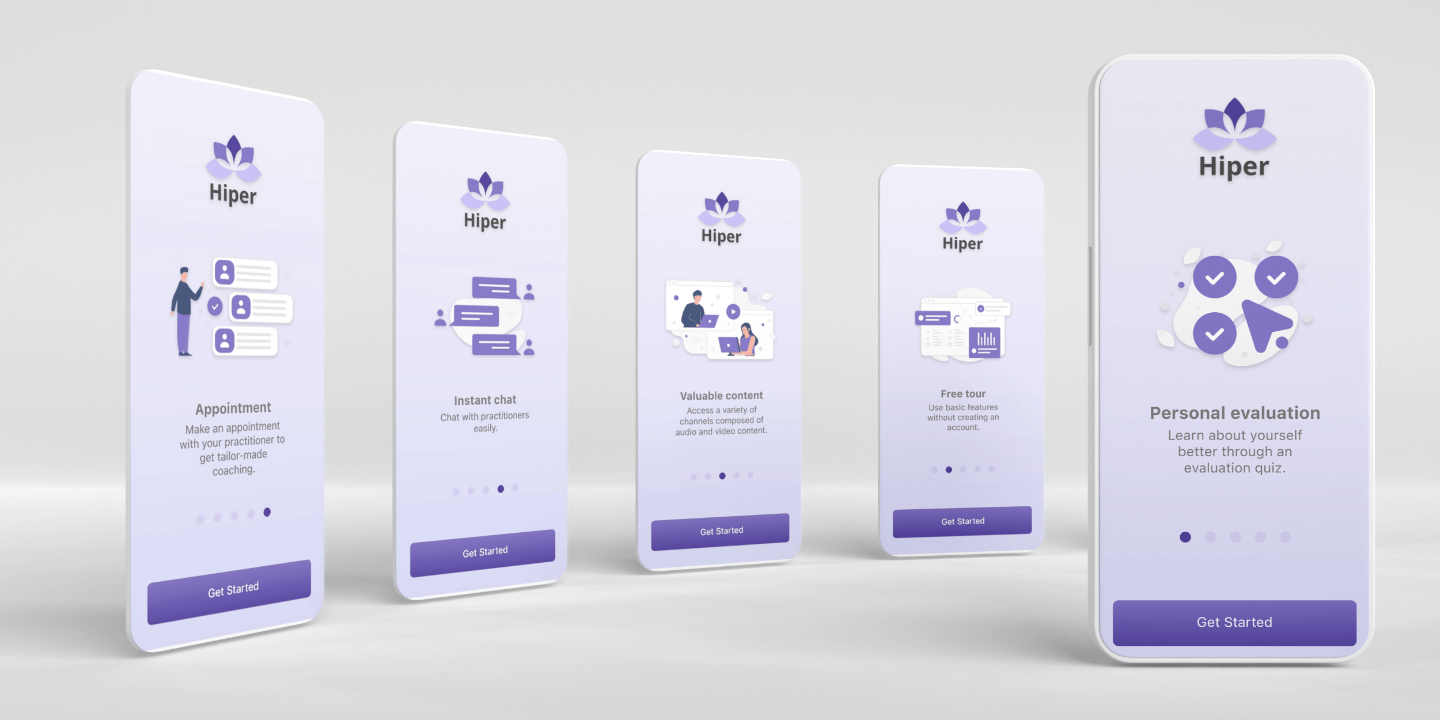 Hiper
Appointment
Make an appointment
with your practitioner to
get tailor-made
coaching.
Get Started
Hiper
Instant chat
Chat with practitioners
easily.
Get Started
Hiper
Valuable content
Access a variety of
channels composed of
audio and video content.
Get Started
Hiper
Free tour
Use basic features
without creating an
account.
Get Started
Hiper
Personal evaluation
Learn about yourself
better through an
evaluation quiz.
Get Started